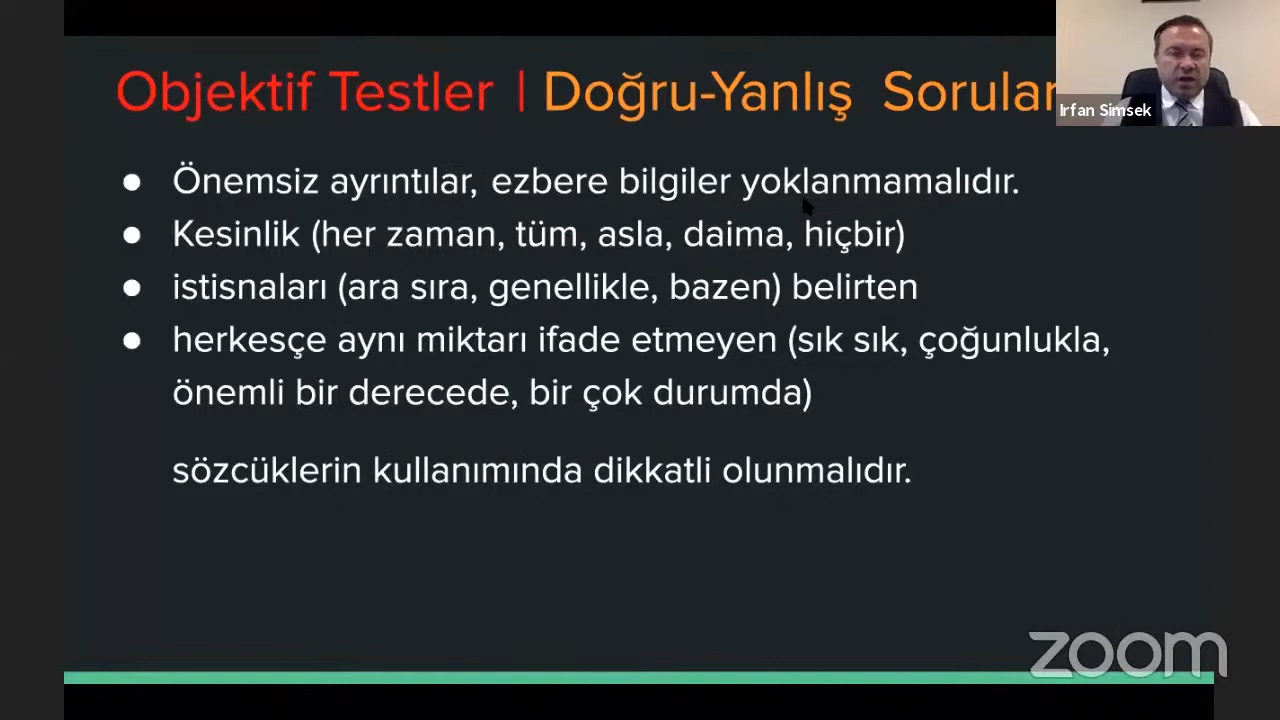 Objektif Testler | Doğru-Yanlış Sorular
Irfan Simsek
● Önemsiz ayrıntılar, ezbere bilgiler yoklanmamalıdır.
● Kesinlik (her zaman, tüm, asla, daima, hiçbir)
● istisnaları (ara sıra, genellikle, bazen) belirten
● herkesçe aynı miktarı ifade etmeyen (sık sık, çoğunlukla,
önemli bir derecede, bir çok durumda)
sözcüklerin kullanımında dikkatli olunmalıdır.
zoom